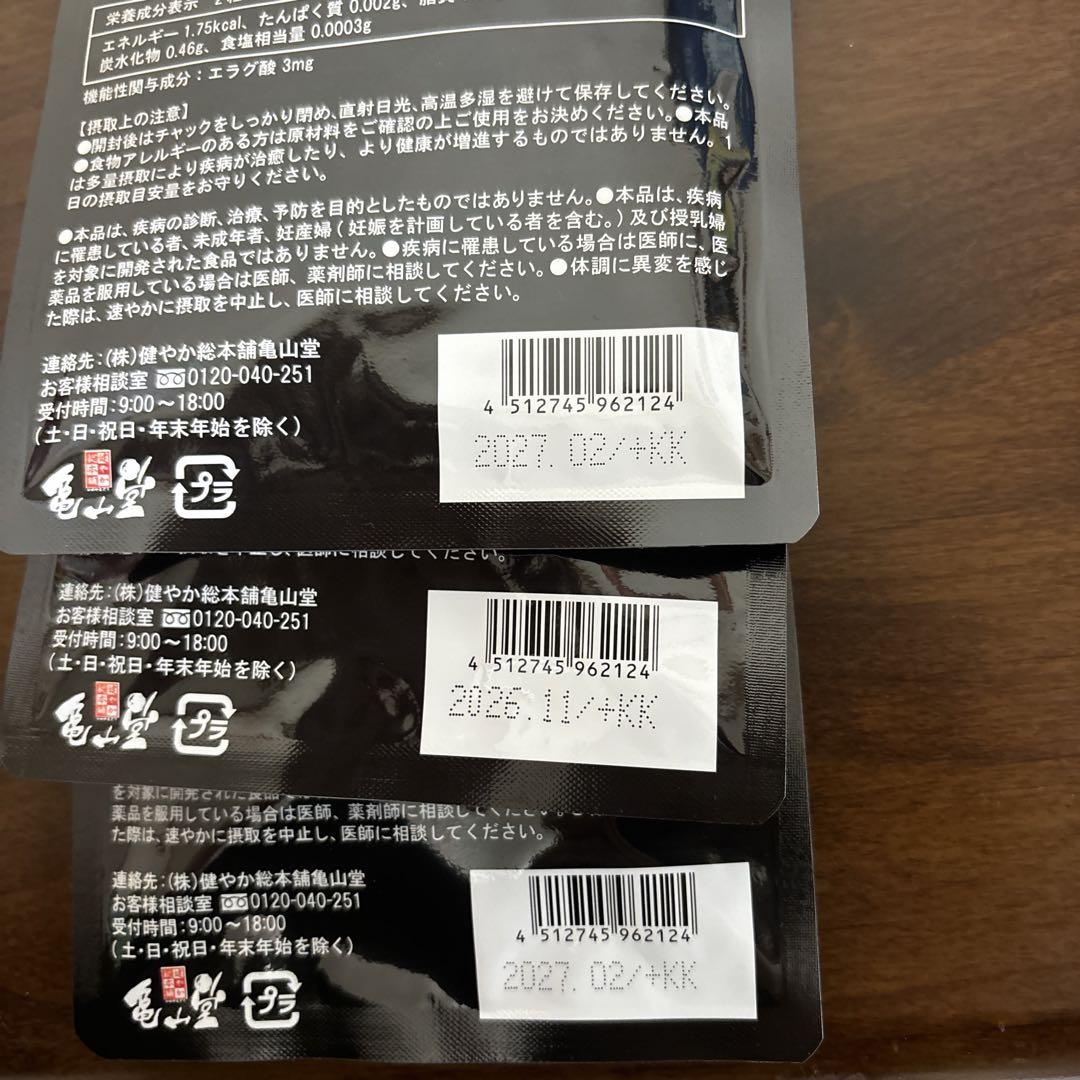 栄養成分表示
エネルギー 1.75kcal、たんぱく質 0.002g、
炭水化物 0.46g、食塩相当量 0.0003g
機能性関与成分：エラグ酸 3mg
【摂取上の注意】
●開封後はチャックをしっかり閉め、直射日光、高温多湿を避けて保存してください。
●食物アレルギーのある方は原材料をご確認の上ご使用をお決めください。●本品
は多量摂取により疾病が治癒したり、より健康が増進するものではありません。1
日の摂取目安量をお守りください。
●本品は、疾病の診断、治療、予防を目的としたものではありません。●本品は、疾病
に罹患している者、未成年者、妊産婦(妊娠を計画している者を含む。)及び授乳婦
を対象に開発された食品ではありません。●疾病に罹患している場合は医師に、医
薬品を服用している場合は医師、薬剤師に相談してください。●体調に異変を感じ
た際は、速やかに摂取を中止し、医師に相談してください。
連絡先：(株)健やか総本舗亀山堂
お客様相談室 0120-040-251
受付時間：9:00～18:00
(土・日・祝日・年末年始を除く)
4 512745 962124
2027. 02/+KK
医師に相談してください。
連絡先：(株)健やか総本舗亀山堂
お客様相談室 0120-040-251
受付時間：9:00～18:00
(土・日・祝日・年末年始を除く)
4 512745 962124
2026.11/+KK
を対象に開発された食品では
薬品を服用している場合は医師、薬剤師に相談してください
た際は、速やかに摂取を中止し、医師に相談してください。
連絡先：(株)健やか総本舗亀山堂
お客様相談室 0120-040-251
受付時間：9:00～18:00
(土・日・祝日・年末年始を除く)
4 512745 962124
2027. 02/+KK